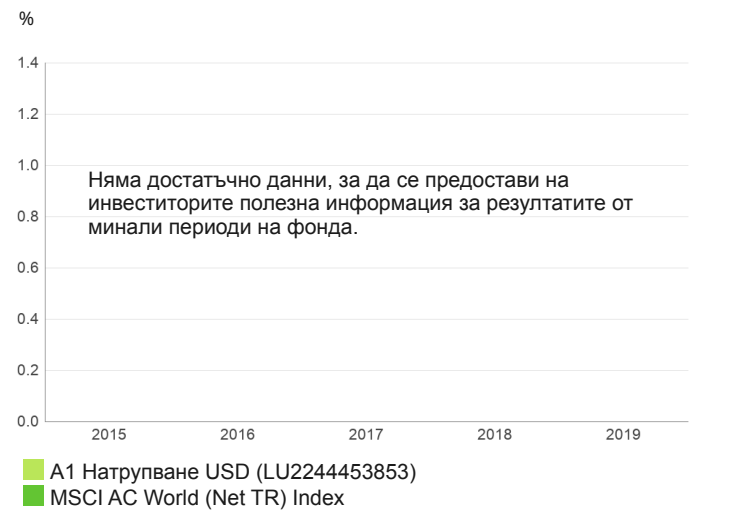 %
1.4
1.2
1.0
Няма достатъчно данни, за да се предостави на
инвеститорите полезна информация за резултатите от
минали периоди на фонда.
0.8
0.6
0.4
0.2
0.0
2015 2016 2017 2018 2019
A1 Натрупване USD (LU2244453853)
MSCI AC World (Net TR) Index